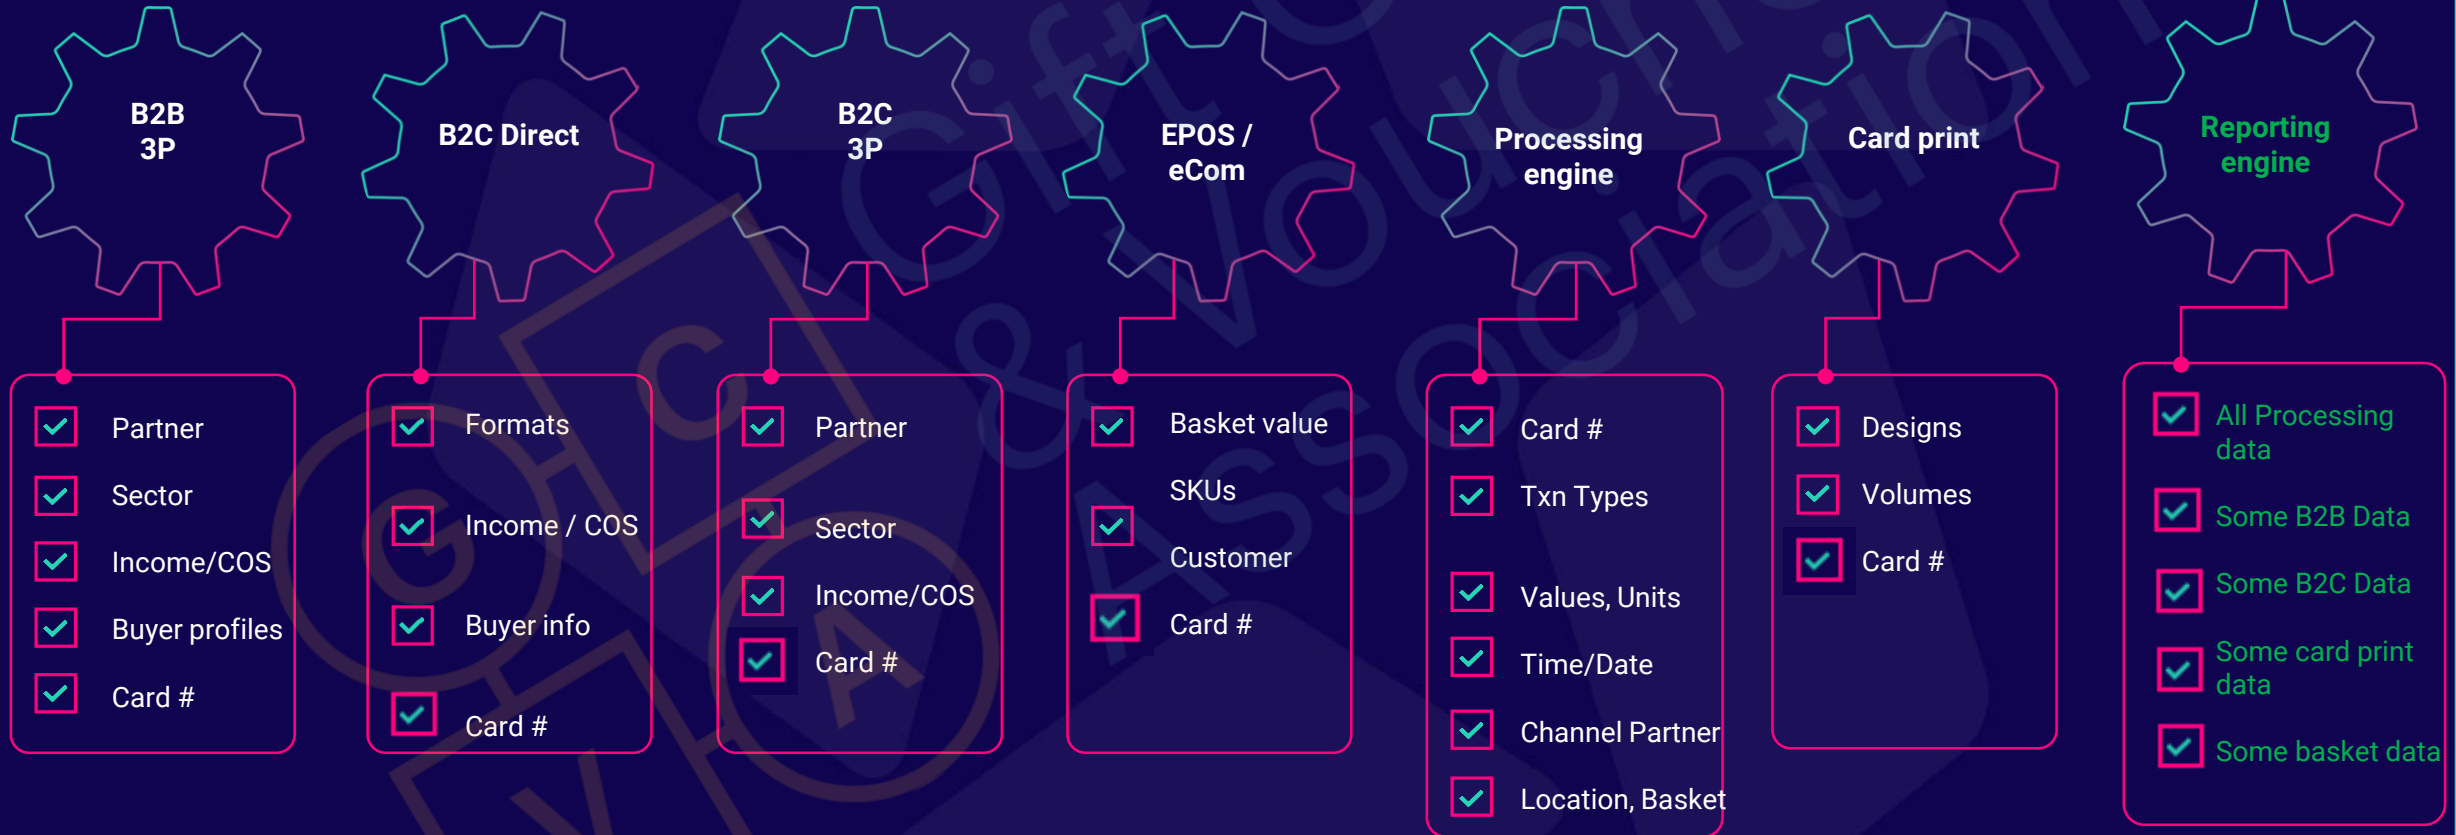 B2B
3P
Partner
Sector
Income/COS
Buyer profiles
Card #
B2C Direct
Formats
Income / COS
Buyer info
Card #
B2C
3P
Partner
Sector
Income/COS
Card #
EPOS /
eCom
Basket value
SKUs
Customer
Card #
Processing
engine
Card #
Txn Types
Values, Units
Time/Date
Channel Partner
Location, Basket
Card print
Designs
Volumes
Card #
Reporting
engine
All Processing
data
Some B2B Data
Some B2C Data
Some card print
data
Some basket data
G
C
V
A
Gift
&
Association